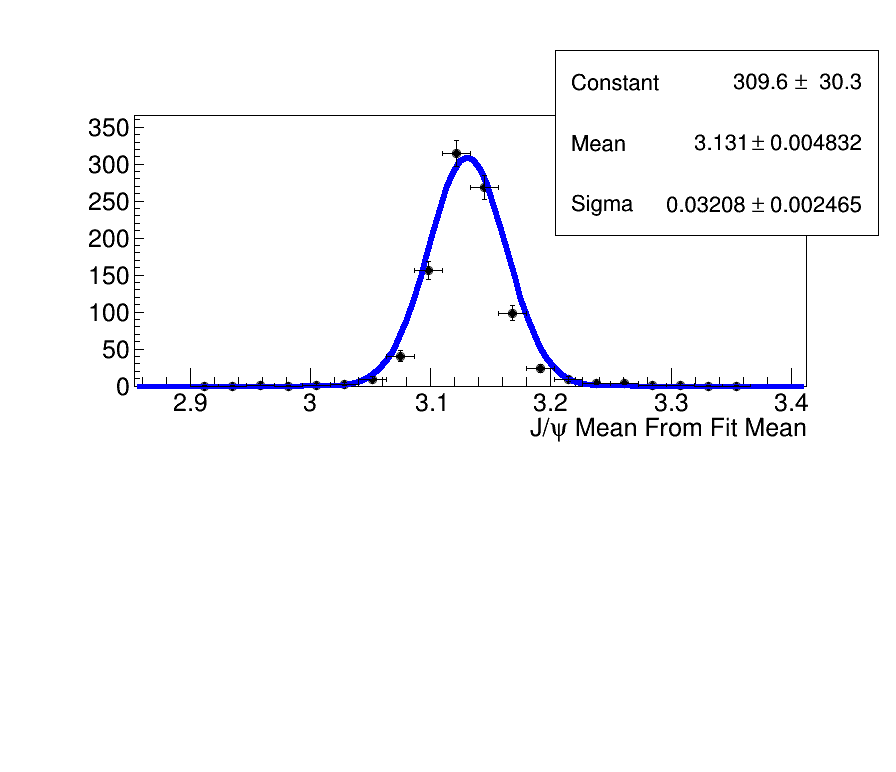 Constant 309.6 ± 30.3
Mean 3.131 ± 0.004832
Sigma 0.03208 ± 0.002465
350
300
250
200
150
100
50
0
2.9 3 3.1 3.2 3.3 3.4
J/ψ Mean From Fit Mean